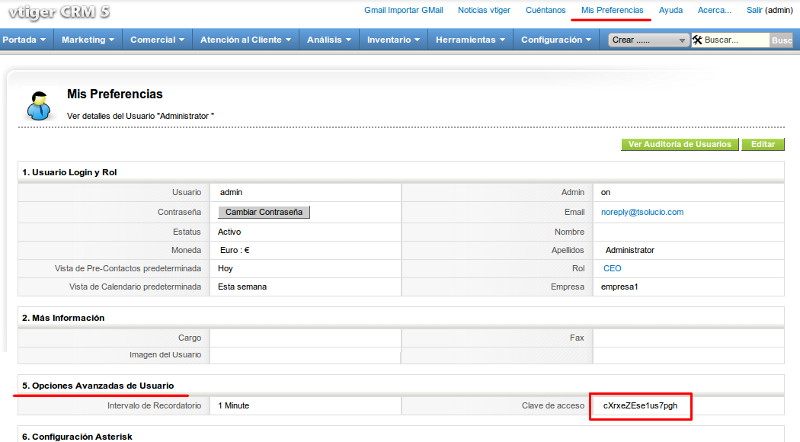 vtiger CRM 5
Gmail Importar GMail Noticias vtiger Cuéntanos Mis Preferencias Ayuda Acerca... Salir (admin)
Portada Marketing Comercial Atención al Cliente Análisis Inventario Herramientas Configuración Crear ...... Buscar... Busc
Mis Preferencias
Ver detalles del Usuario "Administrator "
Ver Auditoría de Usuarios Editar
1. Usuario Login y Rol
Usuario admin Admin on
Contraseña Cambiar Contraseña Email noreply@tsolucio.com
Estatus Activo Nombre
Moneda Euro : € Apellidos Administrator
Vista de Pre-Contactos predeterminada Hoy Rol CEO
Vista de Calendario predeterminada Esta semana Empresa empresa1
2. Más Información
Cargo Fax
Imagen del Usuario
5. Opciones Avanzadas de Usuario
Intervalo de Recordatorio 1 Minute Clave de acceso cXrxeZEse1us7pgh
6. Configuración Asterisk